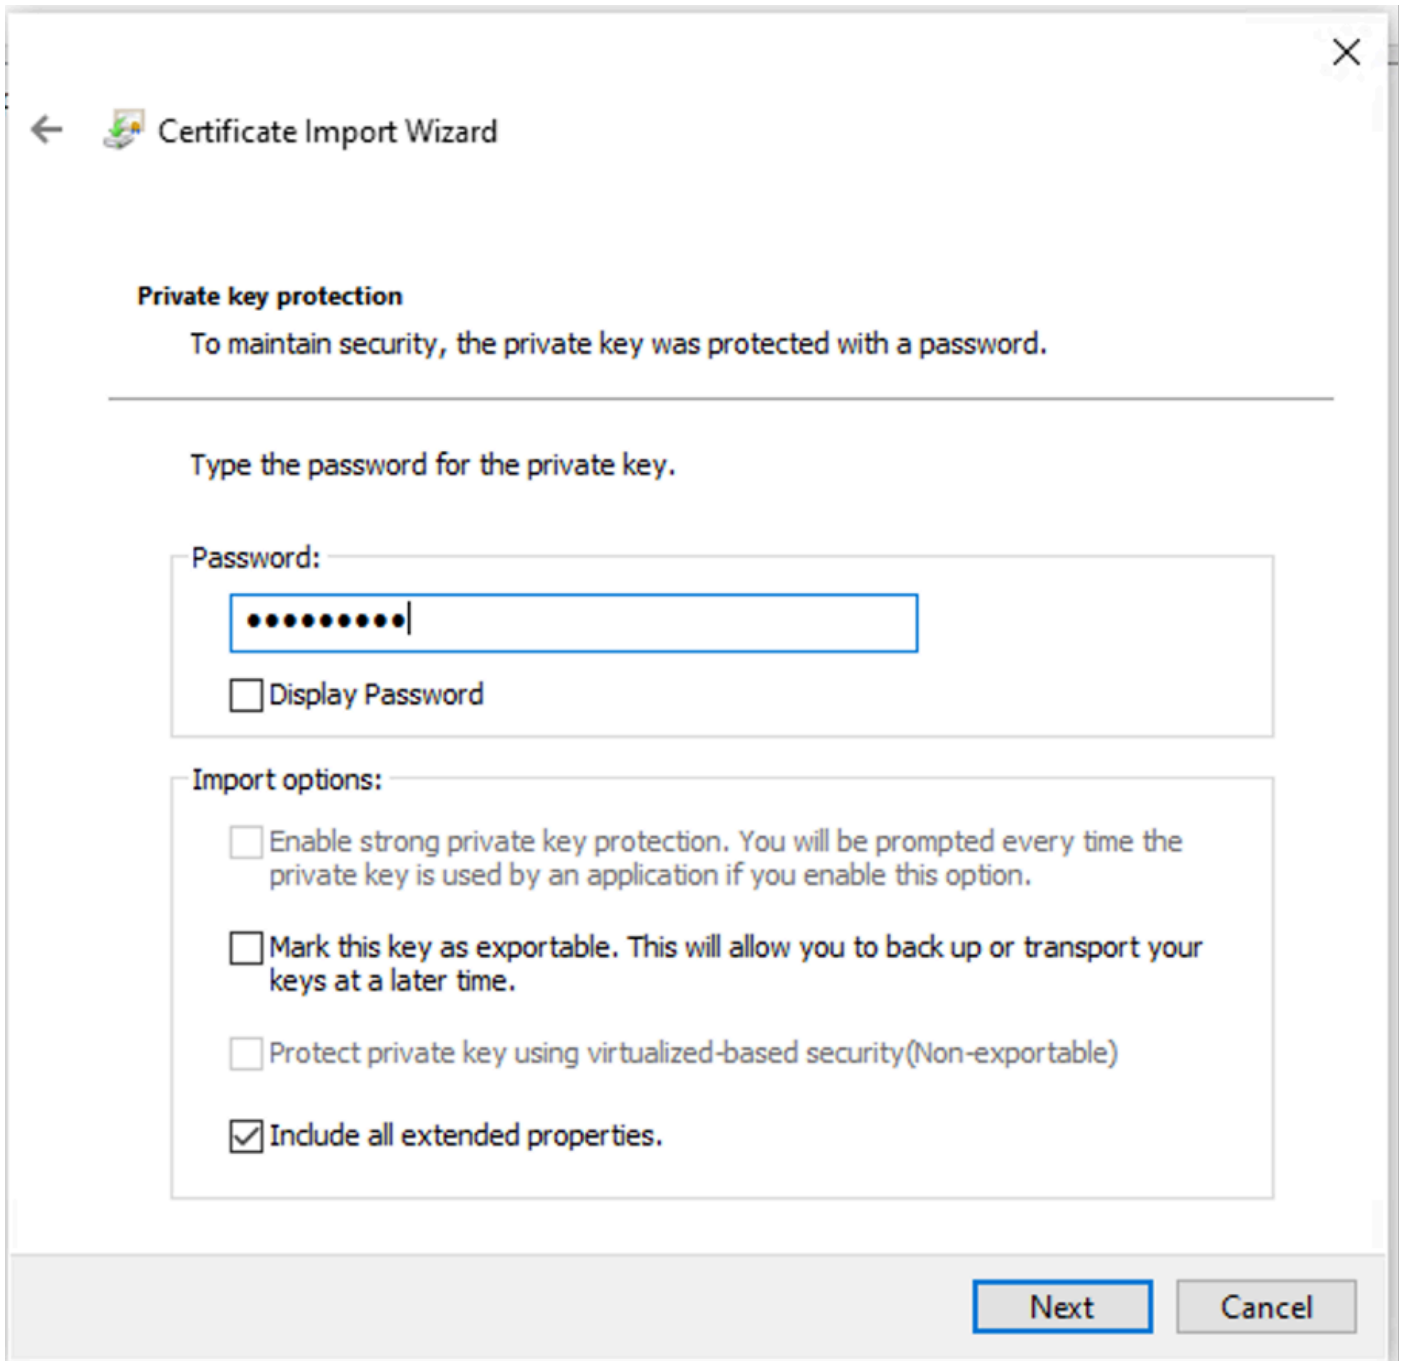 Certificate Import Wizard
Private key protection
To maintain security, the private key was protected with a password.
Type the password for the private key.
Password:
●●●●●●●●●
Display Password
Import options:
Enable strong private key protection. You will be prompted every time the
private key is used by an application if you enable this option.
Mark this key as exportable. This will allow you to back up or transport your
keys at a later time.
Protect private key using virtualized-based security(Non-exportable)
Include all extended properties.
Next
Cancel